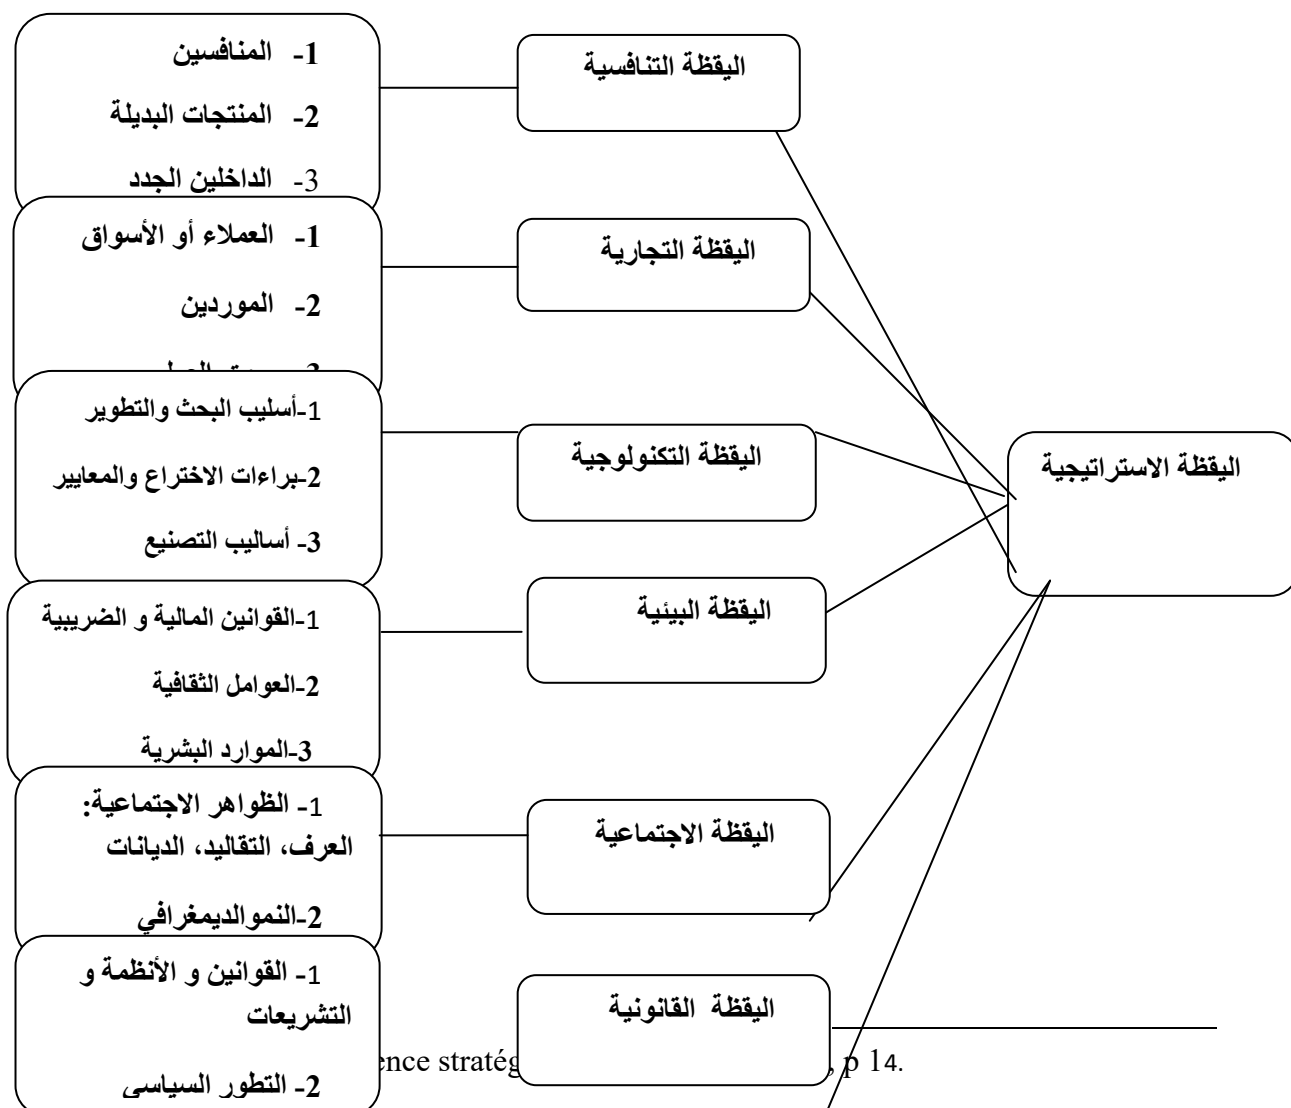 اليقظة الاستراتيجية
اليقظة التنافسية
1- المنافسين
2- المنتجات البديلة
3- الداخلين الجدد
اليقظة التجارية
1- العملاء أو الأسواق
2- الموردين
اليقظة التكنولوجية
1-أسليب البحث والتطوير
2-براءات الاختراع والمعايير
3- أساليب التصنيع
اليقظة البيئية
1-القوانين المالية و الضريبية
2-العوامل الثقافية
3-الموارد البشرية
اليقظة الاجتماعية
1- الظواهر الاجتماعية:
العرف، التقاليد، الديانات
2-النموالديمغرافي
اليقظة القانونية
1- القوانين و الأنظمة و
التشريعات
2- التطور السياسي
p 14.